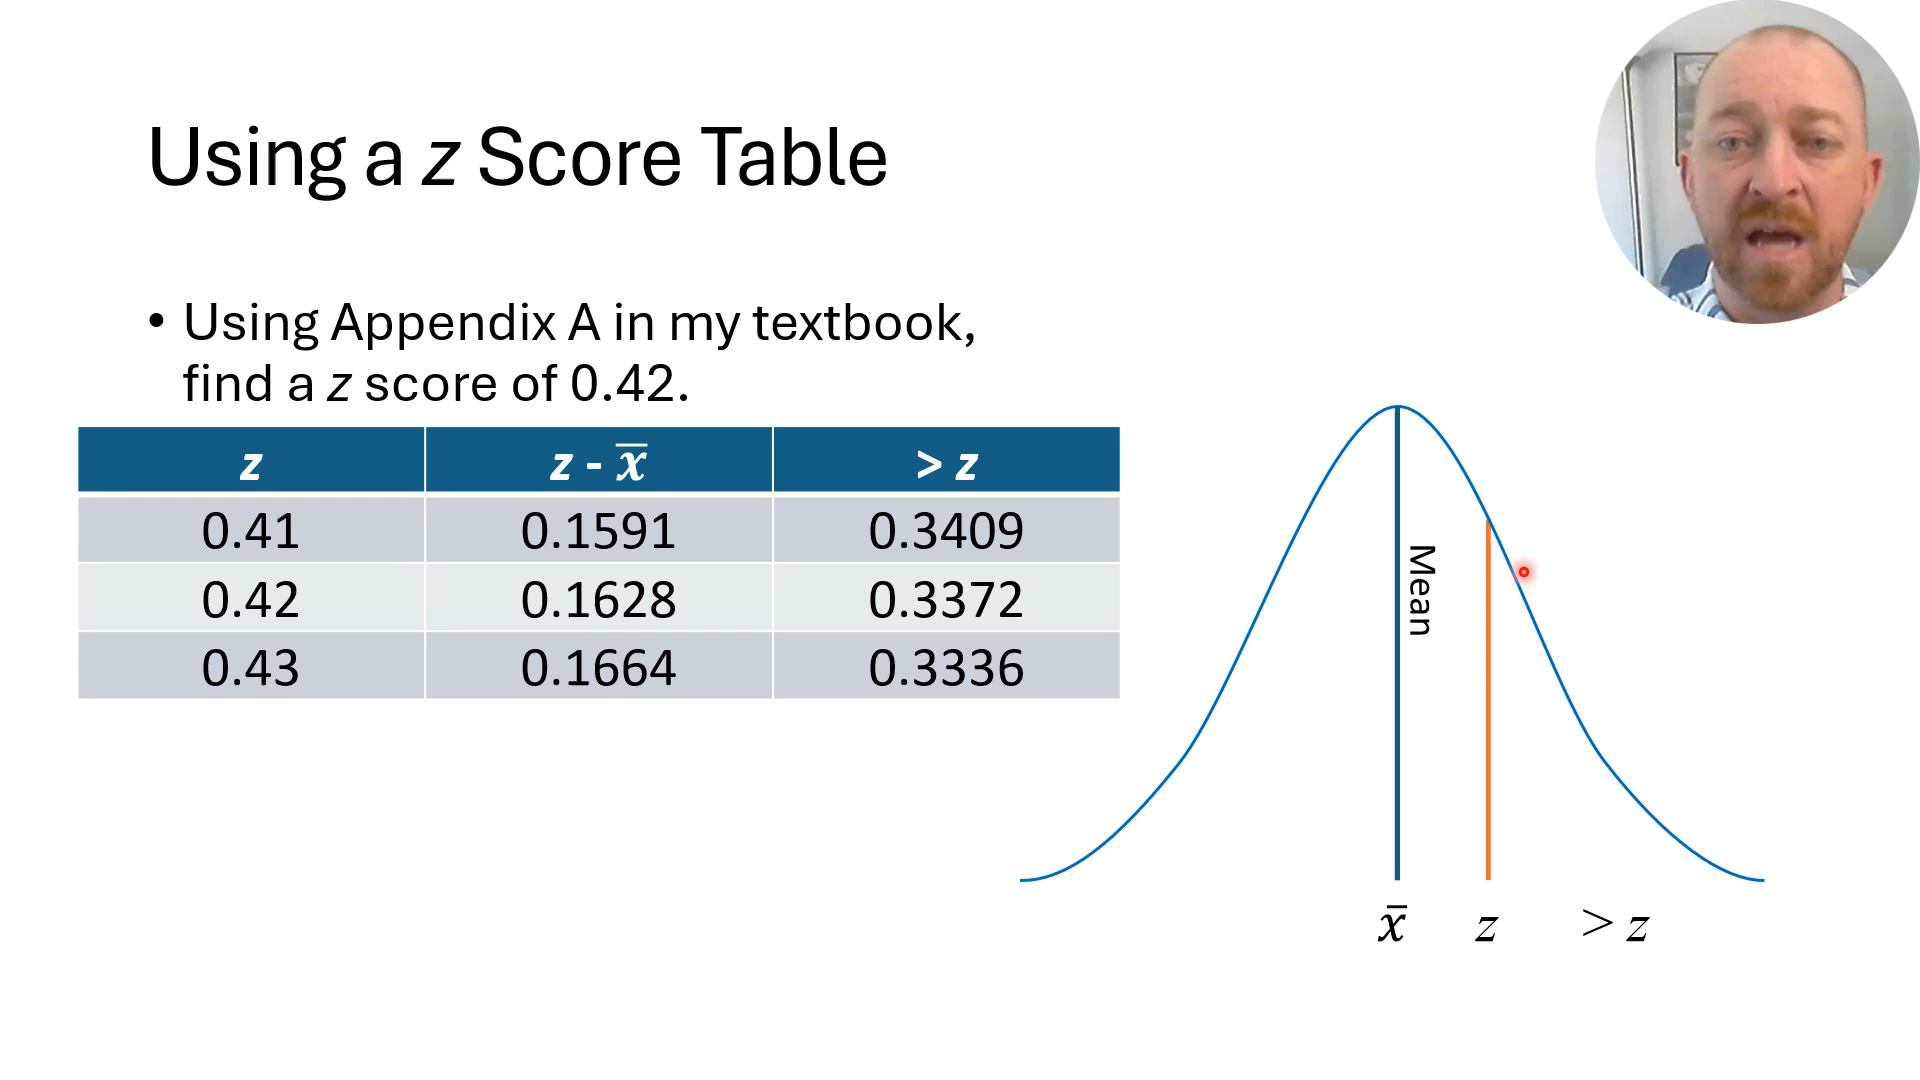 Using a z Score Table
• Using Appendix A in my textbook,
find a z score of 0.42.
z z - x̅ > z
0.41 0.1591 0.3409
0.42 0.1628 0.3372
0.43 0.1664 0.3336
Mean
x̅ z > z